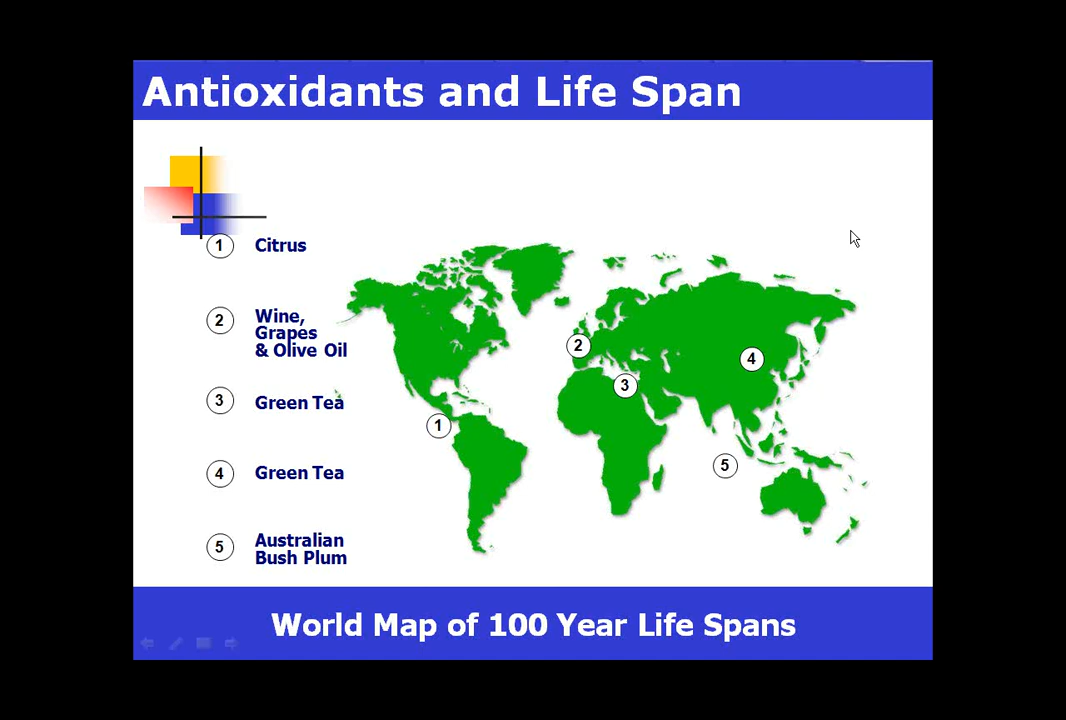 Antioxidants and Life Span
1 Citrus
2 Wine,
Grapes
& Olive Oil
3 Green Tea
4 Green Tea
5 Australian
Bush Plum
1
2
3
4
5
World Map of 100 Year Life Spans